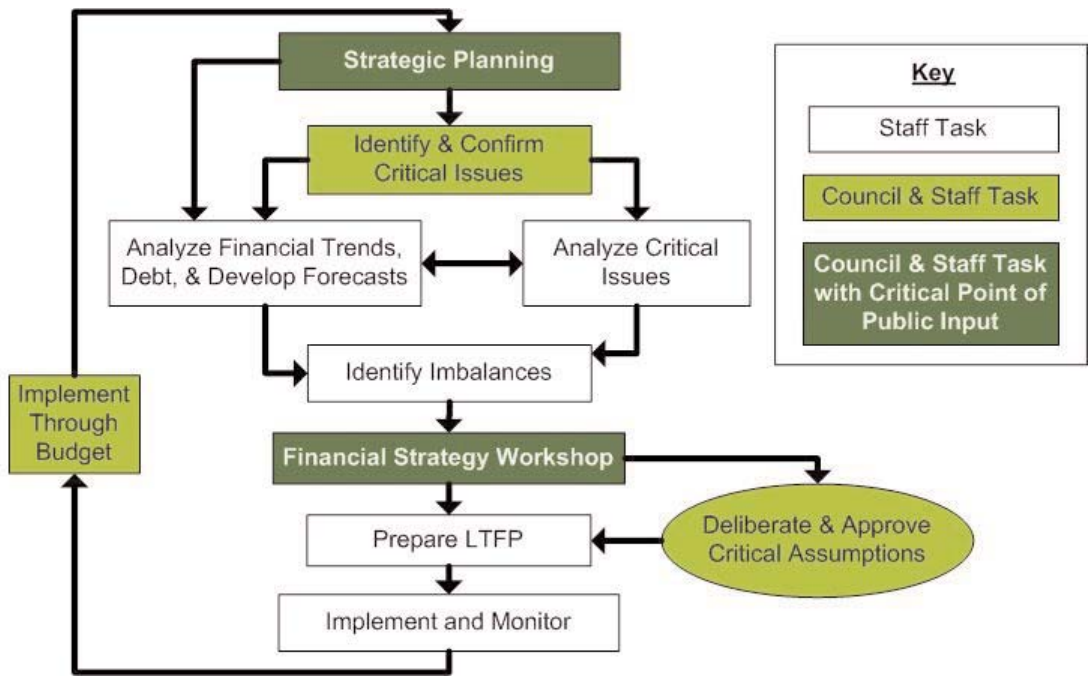 Strategic Planning
Identify & Confirm
Critical Issues
Analyze Financial Trends,
Debt, & Develop Forecasts
Analyze Critical
Issues
Identify Imbalances
Implement
Through
Budget
Financial Strategy Workshop
Deliberate & Approve
Critical Assumptions
Prepare LTFP
Implement and Monitor
Key
Staff Task
Council & Staff Task
Council & Staff Task
with Critical Point of
Public Input